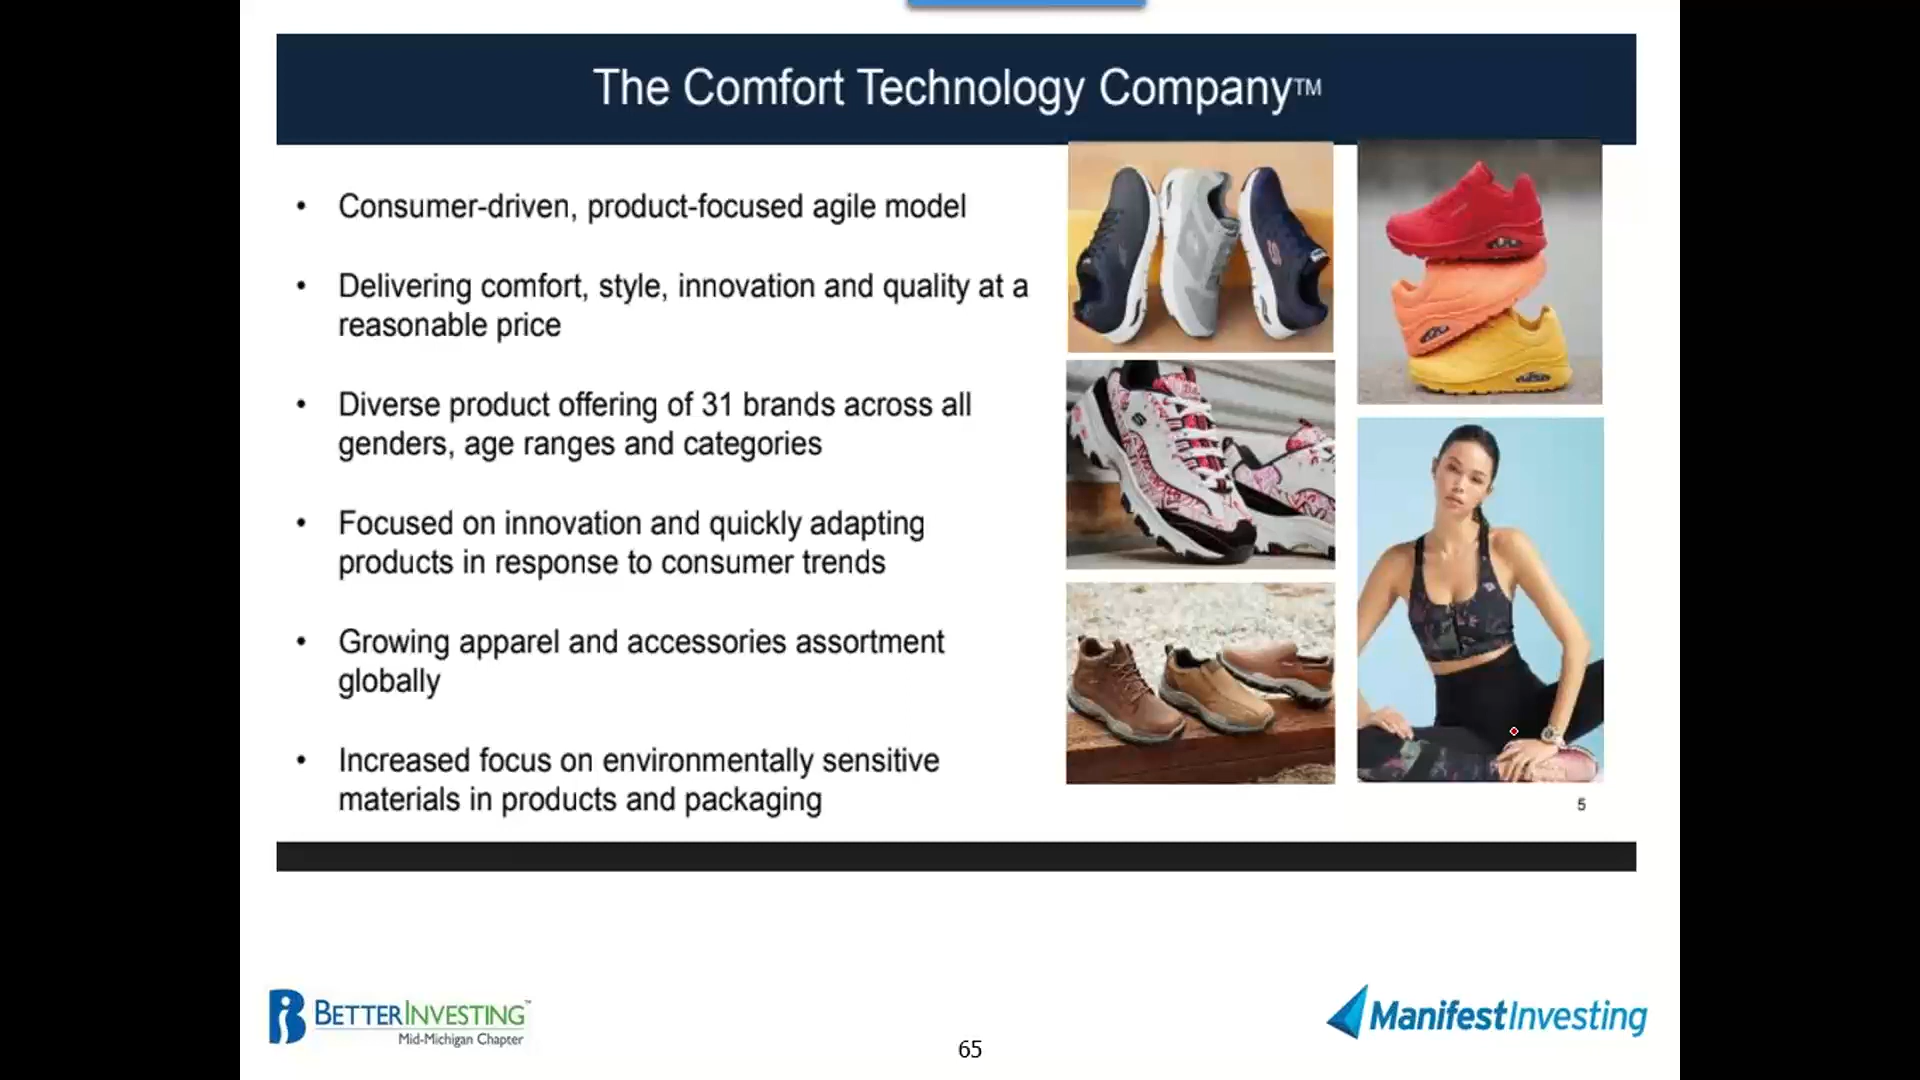 The Comfort Technology Company™
• Consumer-driven, product-focused agile model
• Delivering comfort, style, innovation and quality at a
reasonable price
• Diverse product offering of 31 brands across all
genders, age ranges and categories
• Focused on innovation and quickly adapting
products in response to consumer trends
• Growing apparel and accessories assortment
globally
• Increased focus on environmentally sensitive
materials in products and packaging
5
BETTERINVESTING™
Mid-Michigan Chapter
65
ManifestInvesting